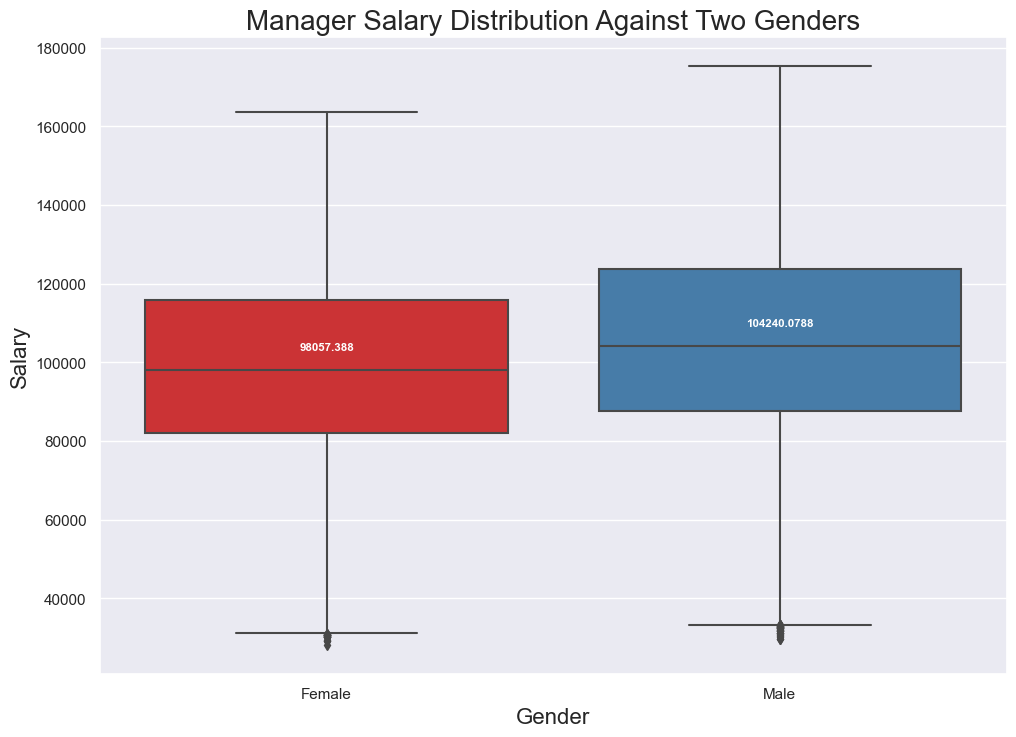 Manager Salary Distribution Against Two Genders
180000
160000
140000
120000
100000
80000
60000
40000
Salary
98057.388
104240.0788
Female
Male
Gender